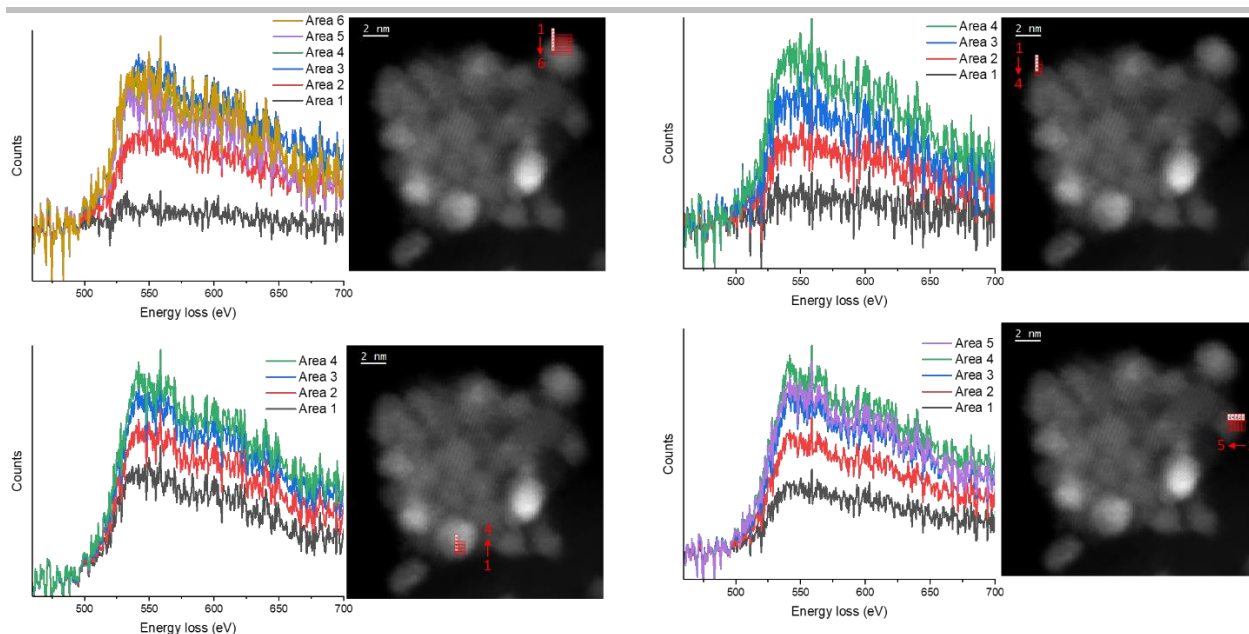 Area 6
Area 5
Area 4
Area 3
Area 2
Area 1
Counts
500 550 600 650 700
Energy loss (eV)
2 nm
1
6
Area 4
Area 3
Area 2
Area 1
Counts
500 550 600 650 700
Energy loss (eV)
2 nm
1
4
Area 4
Area 3
Area 2
Area 1
Counts
500 550 600 650 700
Energy loss (eV)
2 nm
4
1
Area 5
Area 4
Area 3
Area 2
Area 1
Counts
500 550 600 650 700
Energy loss (eV)
2 nm
5